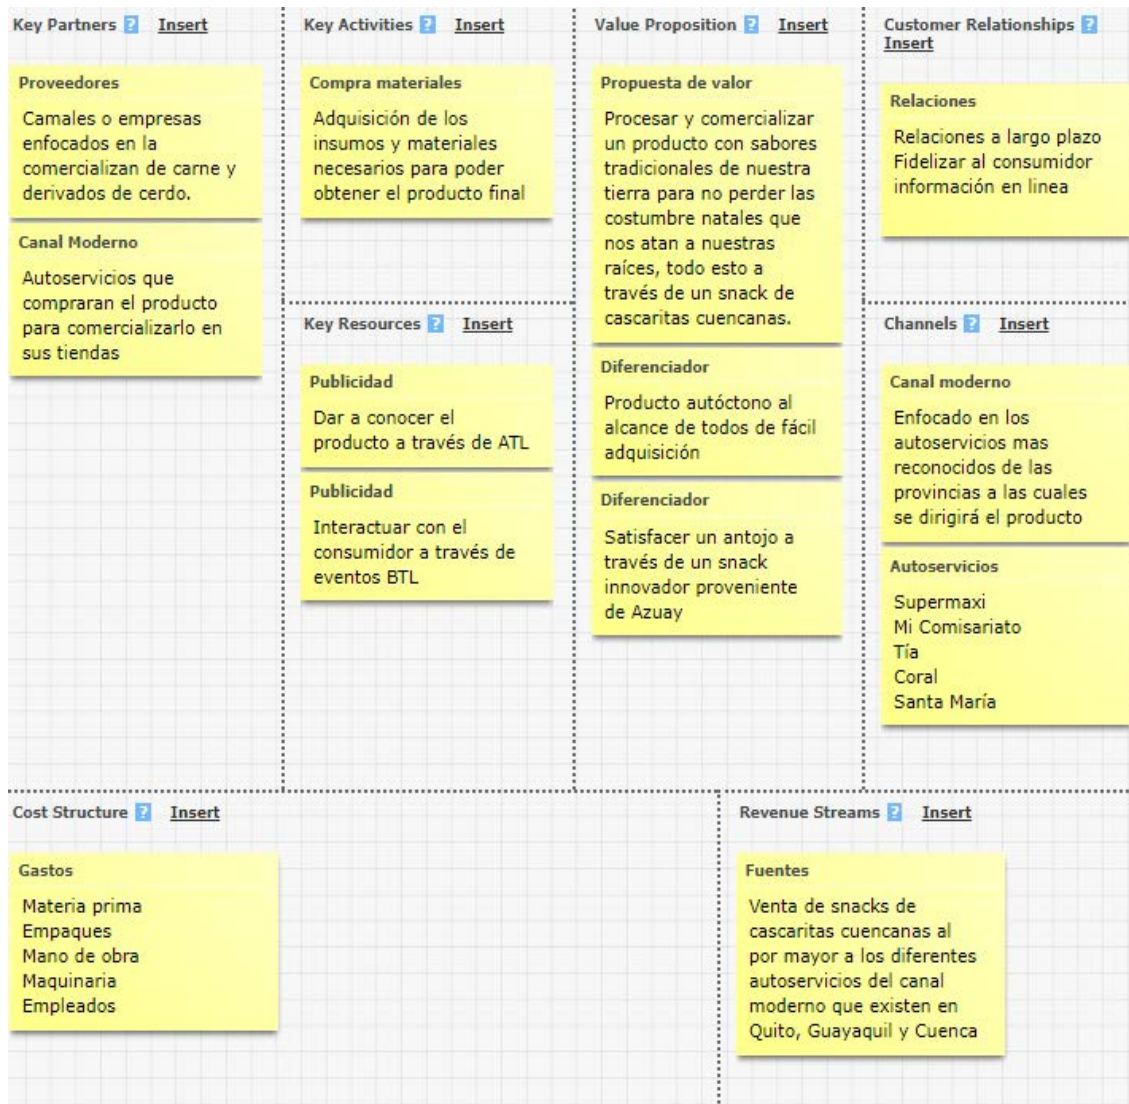 Key Partners ? Insert
Proveedores
Camales o empresas
enfocados en la
comercializan de carne y
derivados de cerdo.
Canal Moderno
Autoservicios que
compraran el producto
para comercializarlo en
sus tiendas
Key Activities ? Insert
Compra materiales
Adquisición de los
insumos y materiales
necesarios para poder
obtener el producto final
Key Resources ? Insert
Publicidad
Dar a conocer el
producto a través de ATL
Publicidad
Interactuar con el
consumidor a través de
eventos BTL
Value Proposition ? Insert
Propuesta de valor
Procesar y comercializar
un producto con sabores
tradicionales de nuestra
tierra para no perder las
costumbre natales que
nos atan a nuestras
raíces, todo esto a
través de un snack de
cascaritas cuencanas.
Diferenciador
Producto autóctono al
alcance de todos de fácil
adquisición
Diferenciador
Satisfacer un antojo a
través de un snack
innovador proveniente
de Azuay
Customer Relationships ?
Insert
Relaciones
Relaciones a largo plazo
Fidelizar al consumidor
información en linea
Channels ? Insert
Canal moderno
Enfocado en los
autoservicios mas
reconocidos de las
provincias a las cuales
se dirigirá el producto
Autoservicios
Supermaxi
Mi Comisariato
Tía
Coral
Santa María
Cost Structure ? Insert
Gastos
Materia prima
Empaques
Mano de obra
Maquinaria
Empleados
Revenue Streams ? Insert
Fuentes
Venta de snacks de
cascaritas cuencanas al
por mayor a los diferentes
autoservicios del canal
moderno que existen en
Quito, Guayaquil y Cuenca